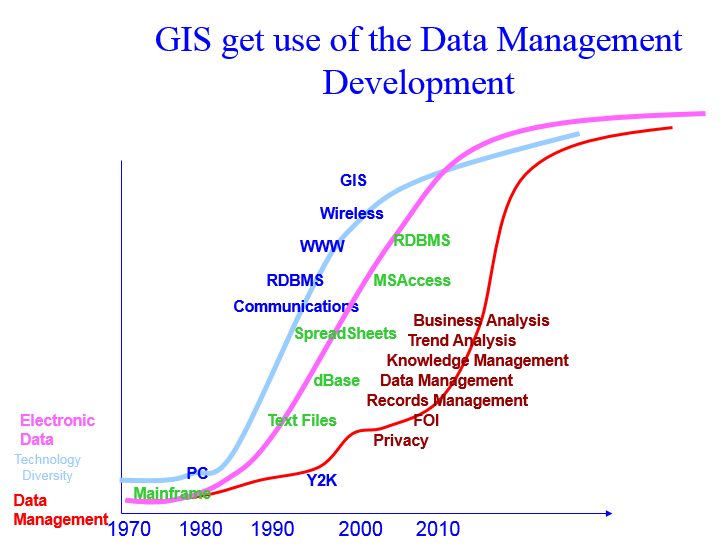 GIS get use of the Data Management
Development
GIS
Wireless
WWW
RDBMS
RDBMS
MSAccess
Communications
Business Analysis
SpreadSheets
Trend Analysis
Knowledge Management
dBase
Data Management
Records Management
Electronic
Data
Text Files
FOI
Privacy
Technology
Diversity
PC
Y2K
Mainframe
Data
Management
1970
1980
1990
2000
2010